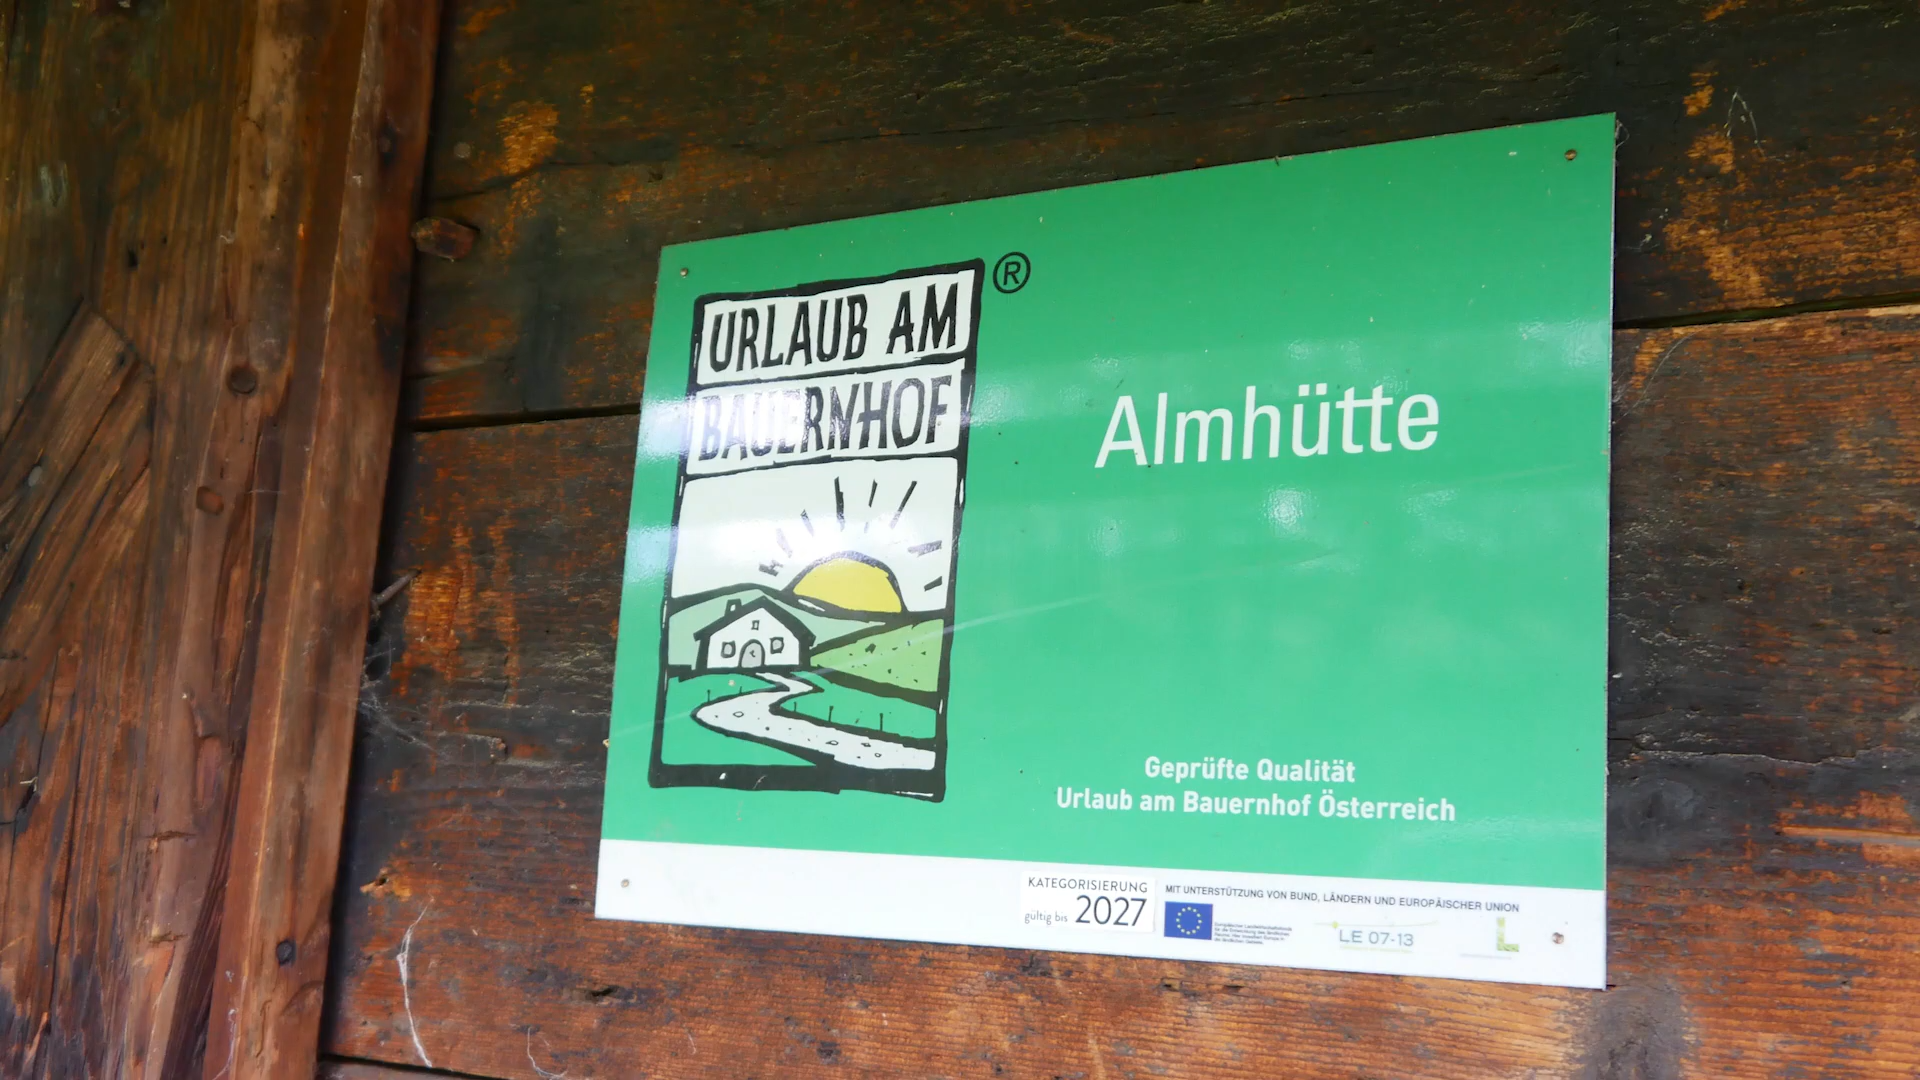 URLAUB AM
BAUERNHOF
®
Almhütte
Geprüfte Qualität
Urlaub am Bauernhof Österreich
KATEGORISIERUNG
gültig bis 2027
MIT UNTERSTÜTZUNG VON BUND, LÄNDERN UND EUROPÄISCHER UNION
LE 07-13